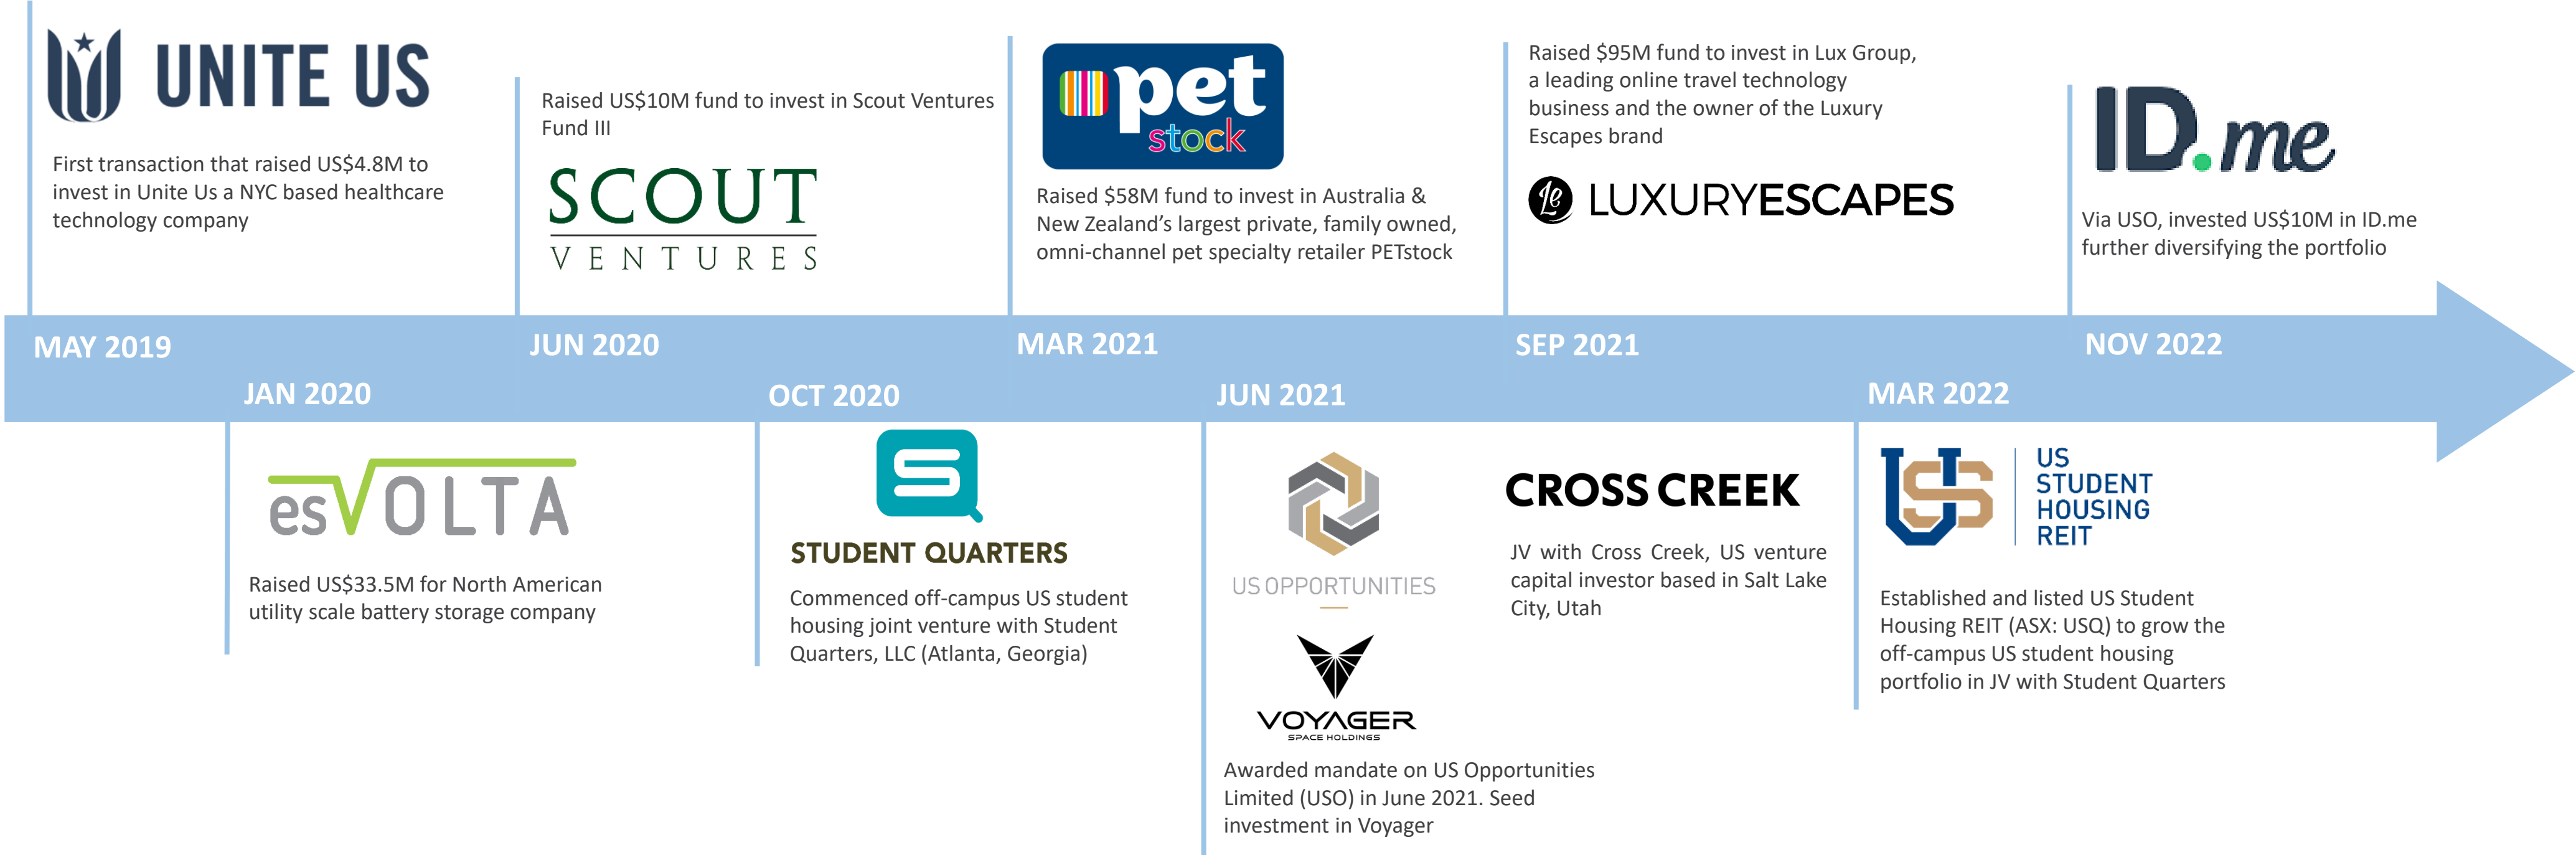 UNITE US
First transaction that raised US$4.8M to
invest in Unite Us a NYC based healthcare
technology company
MAY 2019
JAN 2020
esVOLTA
Raised US$33.5M for North American
utility scale battery storage company
Raised US$10M fund to invest in Scout Ventures
Fund III
SCOUT
VENTURES
JUN 2020
OCT 2020
S
STUDENT QUARTERS
Commenced off-campus US student
housing joint venture with Student
Quarters, LLC (Atlanta, Georgia)
pet
stock
Raised $58M fund to invest in Australia &
New Zealand’s largest private, family owned,
omni-channel pet specialty retailer PETstock
MAR 2021
JUN 2021
US OPPORTUNITIES
VOYAGER
SPACE HOLDINGS
Awarded mandate on US Opportunities
Limited (USO) in June 2021. Seed
investment in Voyager
CROSS CREEK
JV with Cross Creek, US venture
capital investor based in Salt Lake
City, Utah
Raised $95M fund to invest in Lux Group,
a leading online travel technology
business and the owner of the Luxury
Escapes brand
Le LUXURYESCAPES
SEP 2021
MAR 2022
US
US
STUDENT
HOUSING
REIT
Established and listed US Student
Housing REIT (ASX: USQ) to grow the
off-campus US student housing
portfolio in JV with Student Quarters
ID.me
Via USO, invested US$10M in ID.me
further diversifying the portfolio
NOV 2022